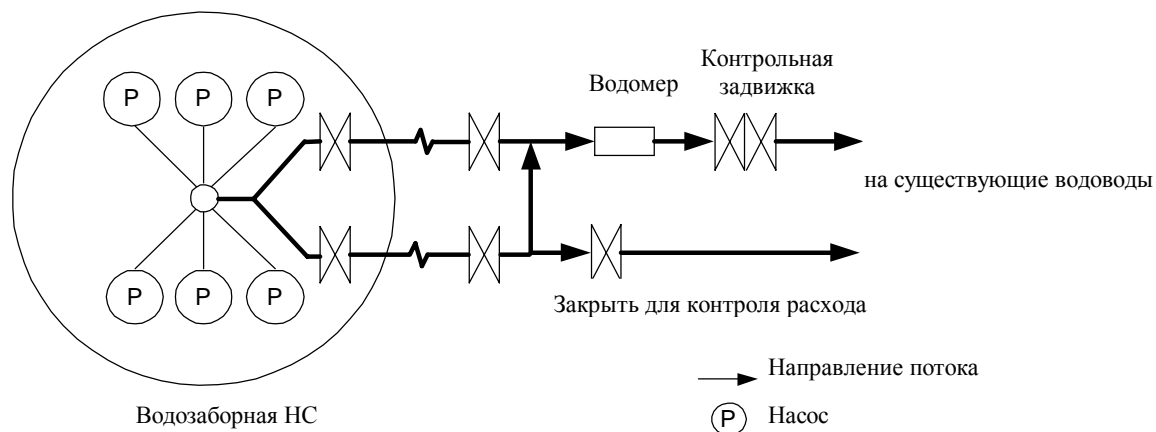 Контрольная
задвижка
Водомер
P P P
на существующие водоводы
P P P
Закрыть для контроля расхода
Направление потока
Водозаборная НС
P Насос